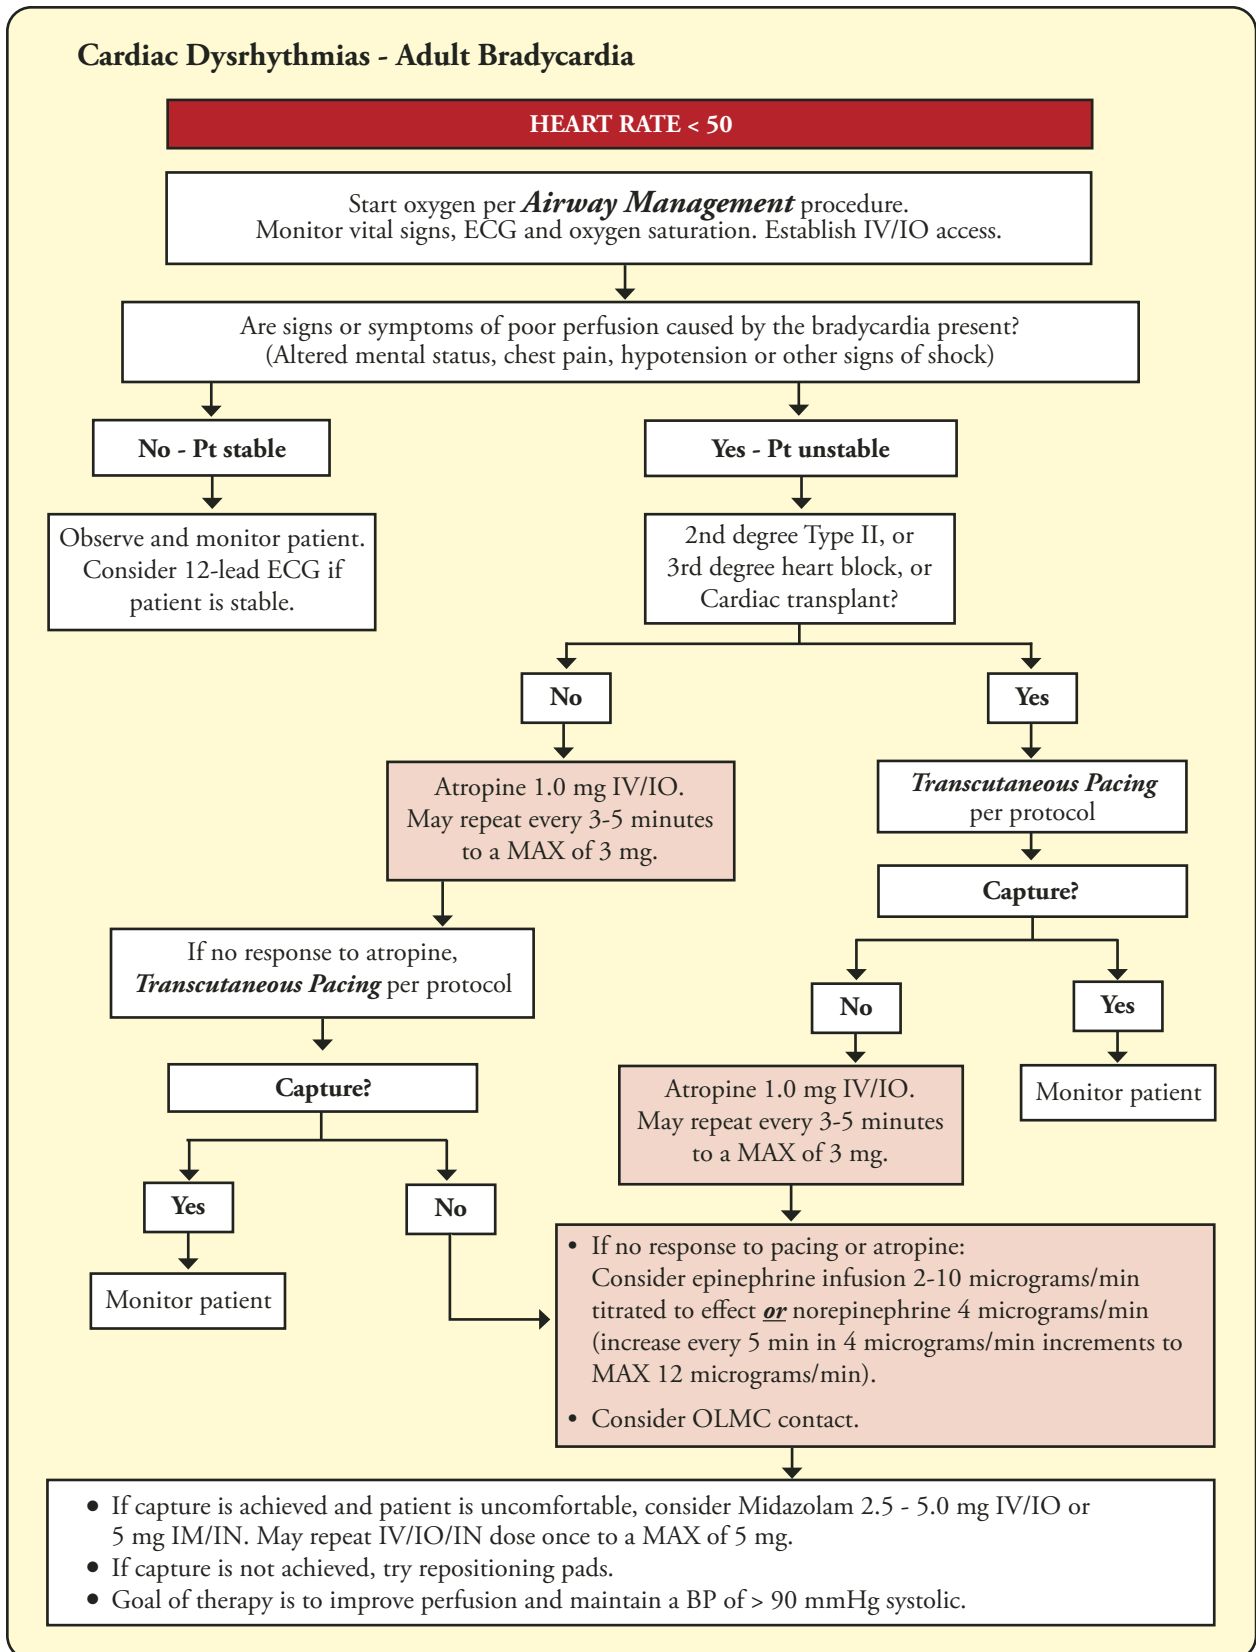 Cardiac Dysrhythmias - Adult Bradycardia
HEART RATE < 50
Start oxygen per Airway Management procedure.
Monitor vital signs, ECG and oxygen saturation. Establish IV/IO access.
Are signs or symptoms of poor perfusion caused by the bradycardia present?
(Altered mental status, chest pain, hypotension or other signs of shock)
No - Pt stable
Observe and monitor patient.
Consider 12-lead ECG if
patient is stable.
Yes - Pt unstable
2nd degree Type II, or
3rd degree heart block, or
Cardiac transplant?
No
Atropine 1.0 mg IV/IO.
May repeat every 3-5 minutes
to a MAX of 3 mg.
If no response to atropine,
Transcutaneous Pacing per protocol
Capture?
Yes
Monitor patient
No
Yes
Transcutaneous Pacing
per protocol
Capture?
No
Atropine 1.0 mg IV/IO.
May repeat every 3-5 minutes
to a MAX of 3 mg.
Yes
Monitor patient
• If no response to pacing or atropine:
Consider epinephrine infusion 2-10 micrograms/min
titrated to effect or norepinephrine 4 micrograms/min
(increase every 5 min in 4 micrograms/min increments to
MAX 12 micrograms/min).
• Consider OLMC contact.
• If capture is achieved and patient is uncomfortable, consider Midazolam 2.5 - 5.0 mg IV/IO or
5 mg IM/IN. May repeat IV/IO/IN dose once to a MAX of 5 mg.
• If capture is not achieved, try repositioning pads.
• Goal of therapy is to improve perfusion and maintain a BP of > 90 mmHg systolic.